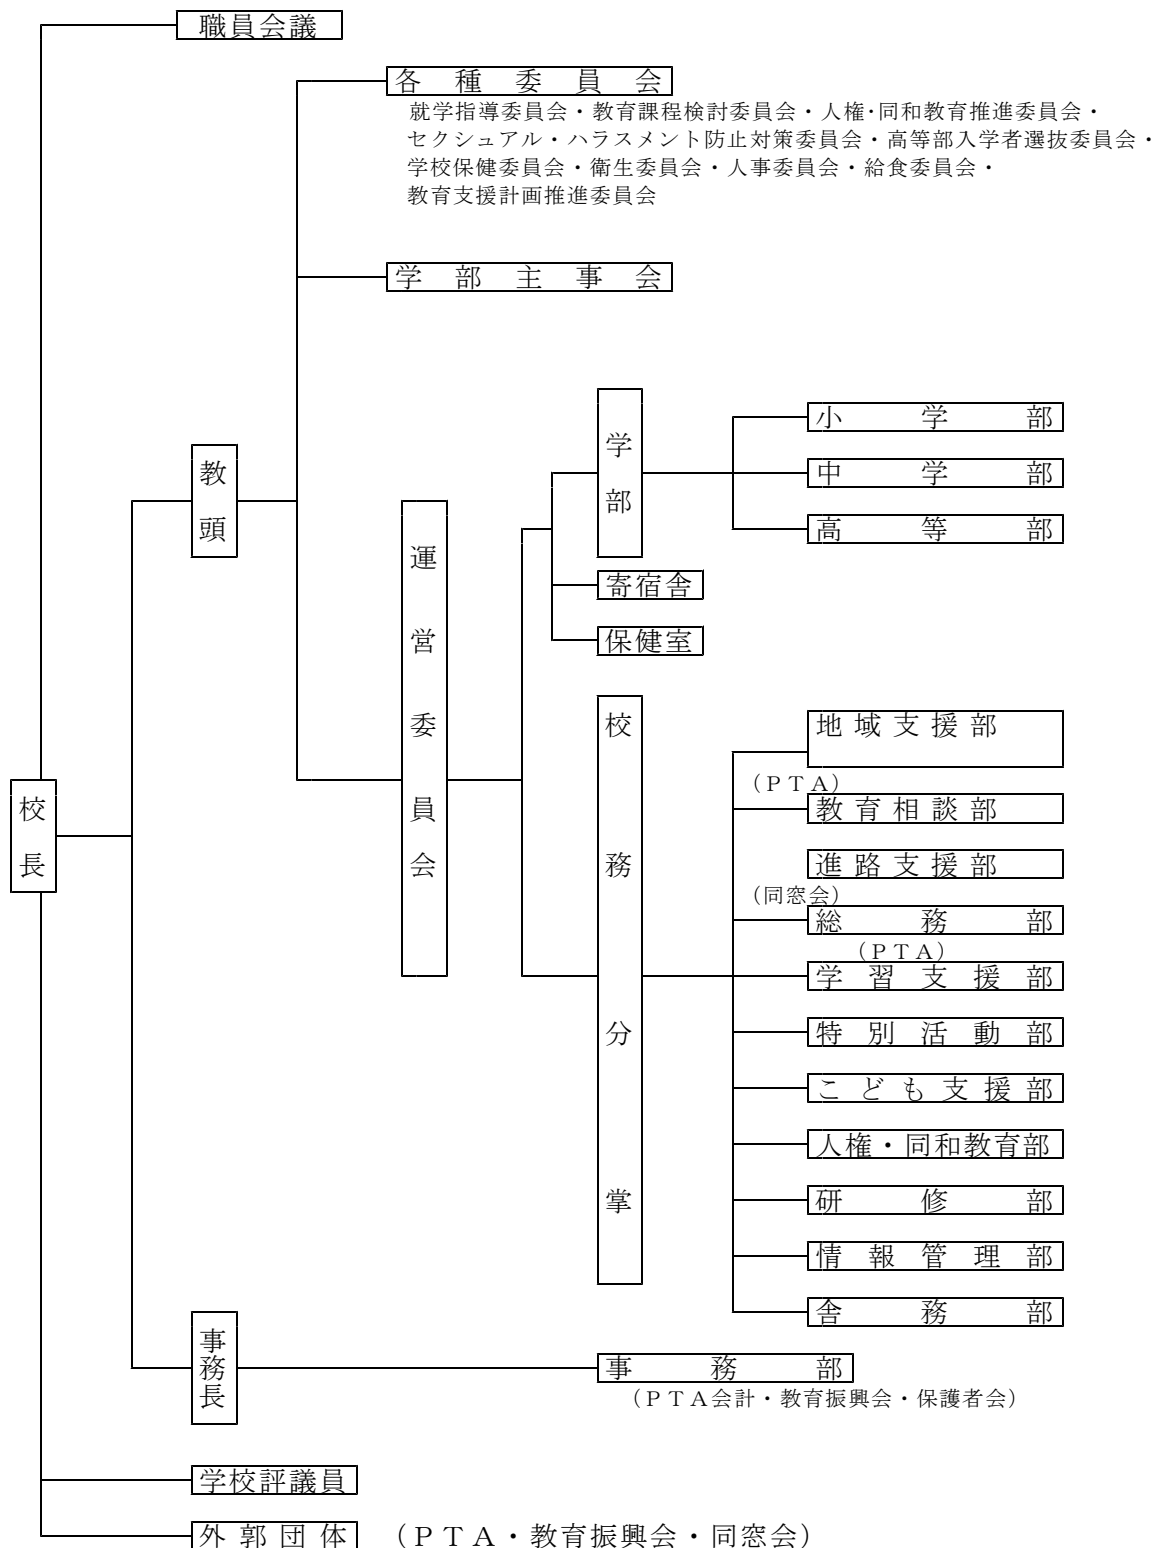 職員会議
各種委員会
就学指導委員会・教育課程検討委員会・人権・同和教育推進委員会・
セクシュアル・ハラスメント防止対策委員会・高等部入学者選抜委員会・
学校保健委員会・衛生委員会・人事委員会・給食委員会・
教育支援計画推進委員会
学部主事会
学部
小学部
中学部
高等部
教頭
運営委員会
寄宿舎
保健室
校務分掌
地域支援部
（ＰＴＡ）
教育相談部
進路支援部
（同窓会）
総務部
（ＰＴＡ）
学習支援部
特別活動部
こども支援部
人権・同和教育部
研修部
情報管理部
舎務部
校長
事務長
事務部
（ＰＴＡ会計・教育振興会・保護者会）
学校評議員
外郭団体 （ＰＴＡ・教育振興会・同窓会）